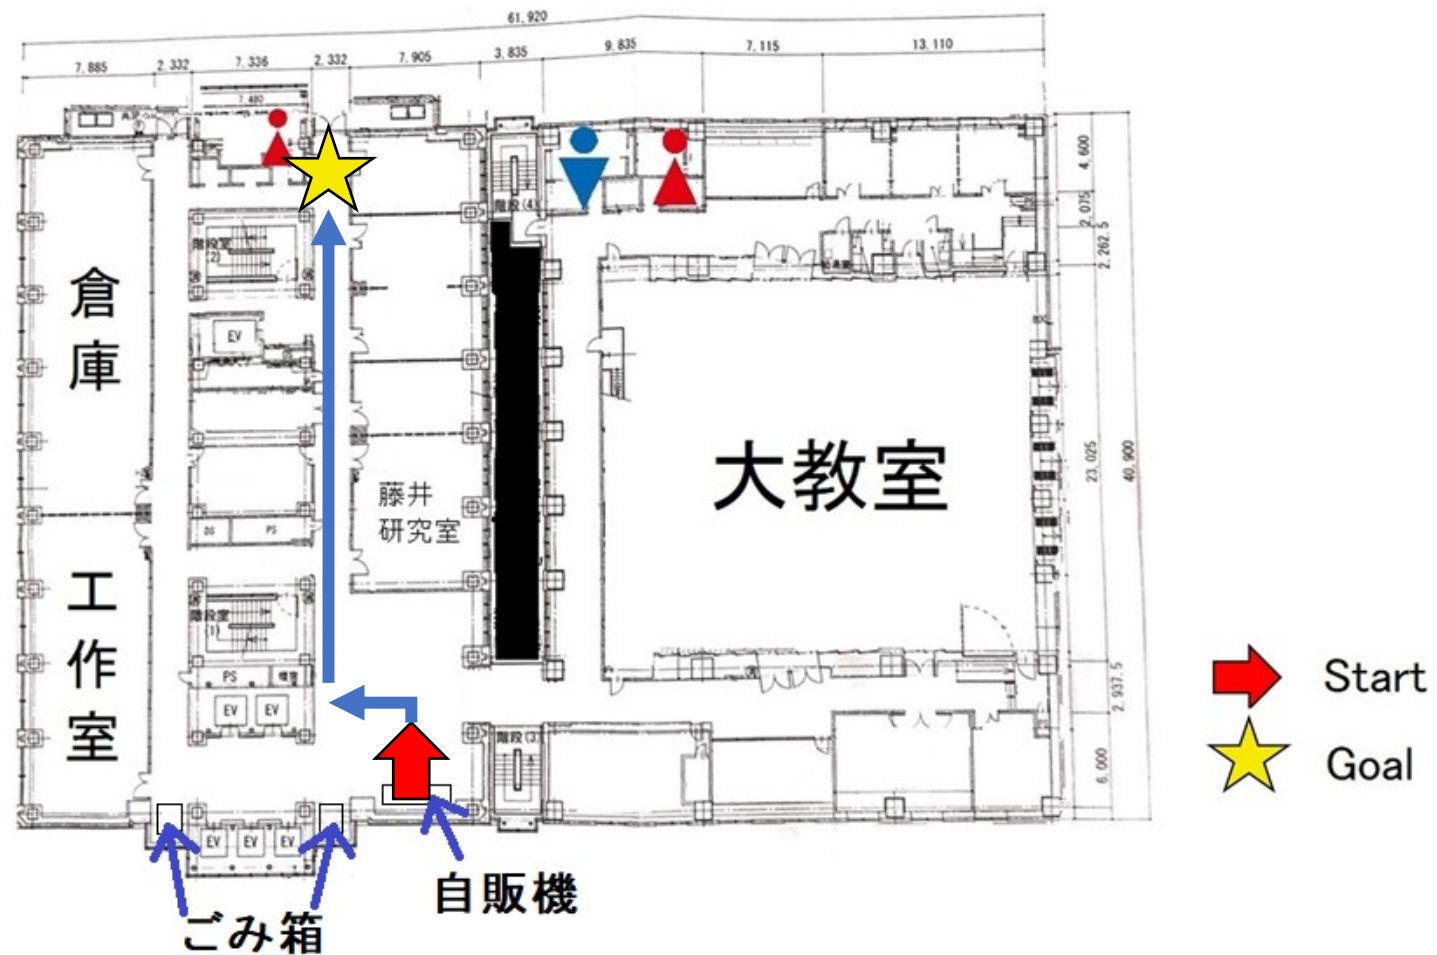 61,920
7,885
2,332
7,336
2,332
7,905
3,835
9,835
7,115
13,110
7,480
4,600
2,075
2,262.5
階段(4)
階段室
(2)
EV
倉
庫
大教室
23,025
40,900
藤井
研究室
DS
PS
工
作
室
階段室
(1)
PS
EV
EV
2,937.5
6,000
階段(3)
Start
Goal
EV
EV
EV
自販機
ごみ箱